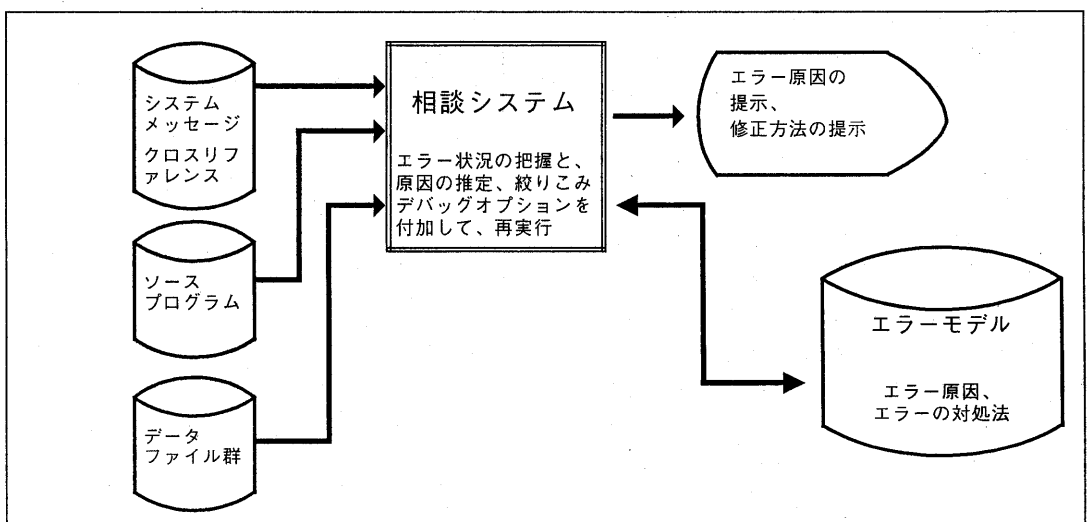 システム
メッセージ
クロスリフ
ァレンス
ソース
プログラム
データ
ファイル群
相談システム
エラー状況の把握と、
原因の推定、絞りこみ
デバッグオプションを
付加して、再実行
エラー原因の
提示、
修正方法の提示
エラーモデル
エラー原因、
エラーの対処法